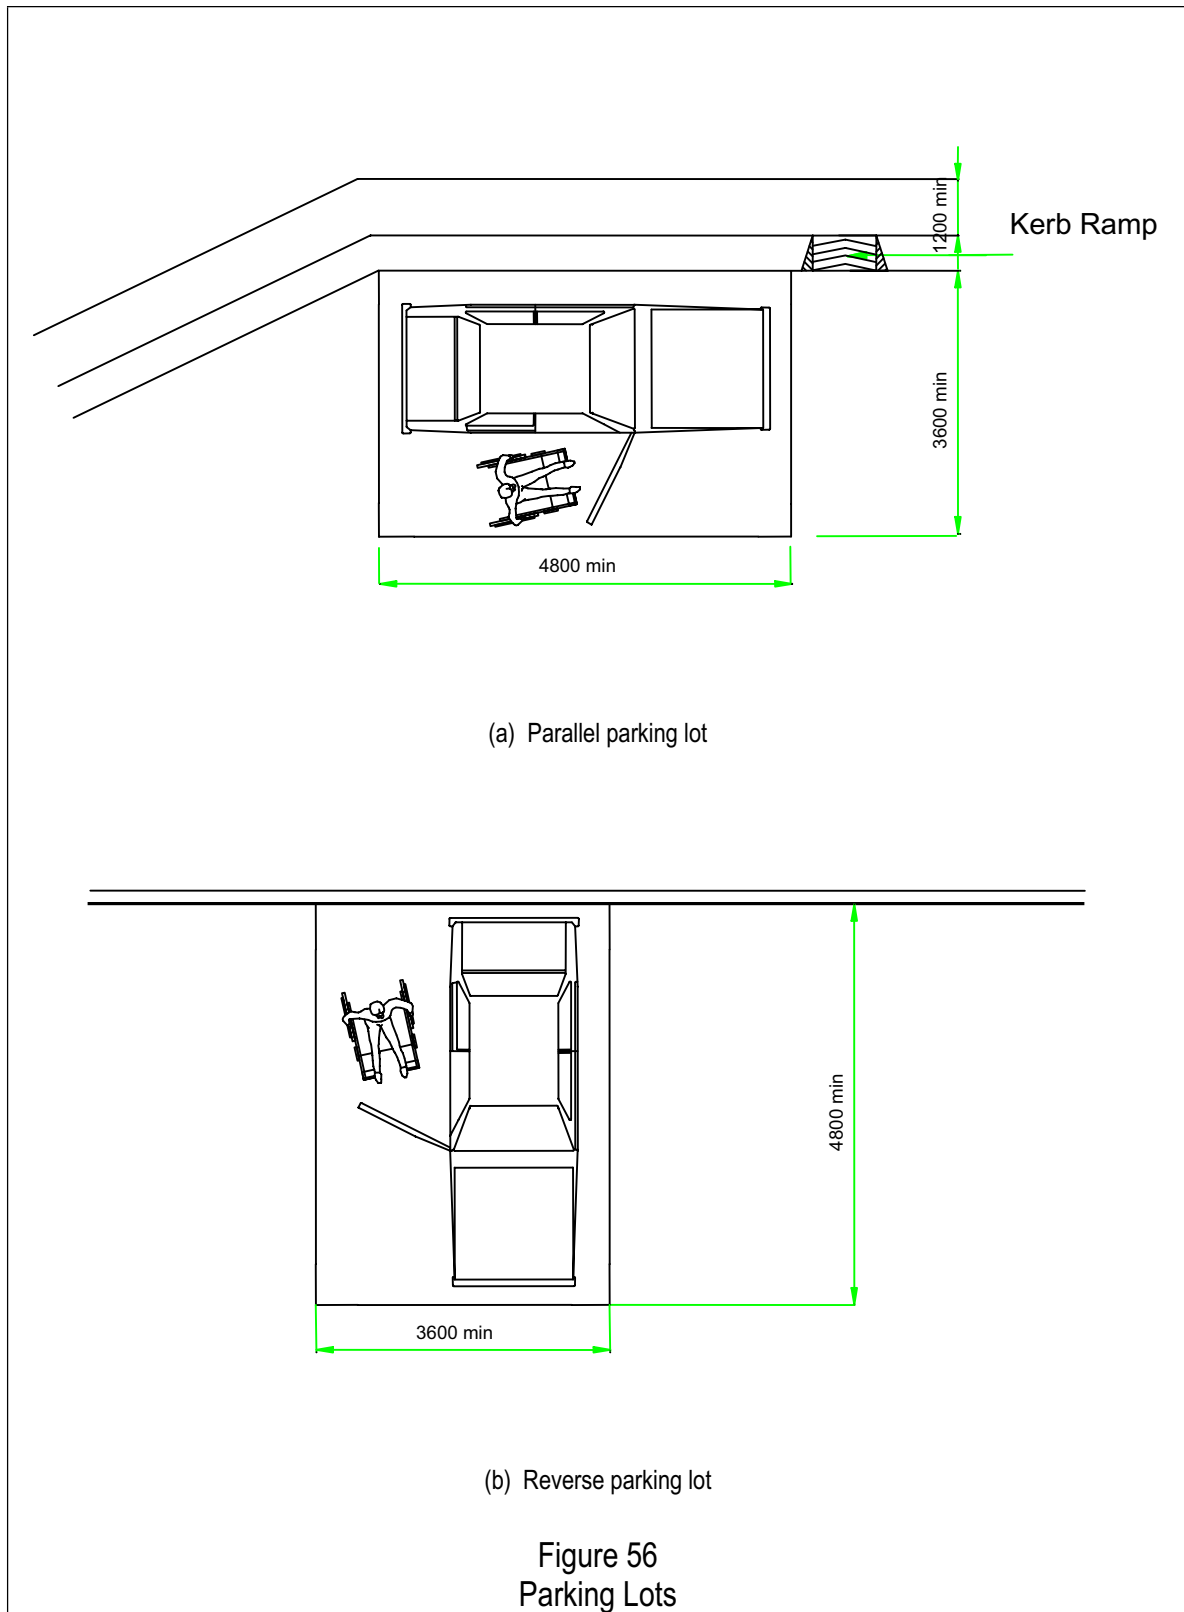 1200 min
Kerb Ramp
3600 min
4800 min
(a) Parallel parking lot
4800 min
3600 min
(b) Reverse parking lot
Figure 56
Parking Lots